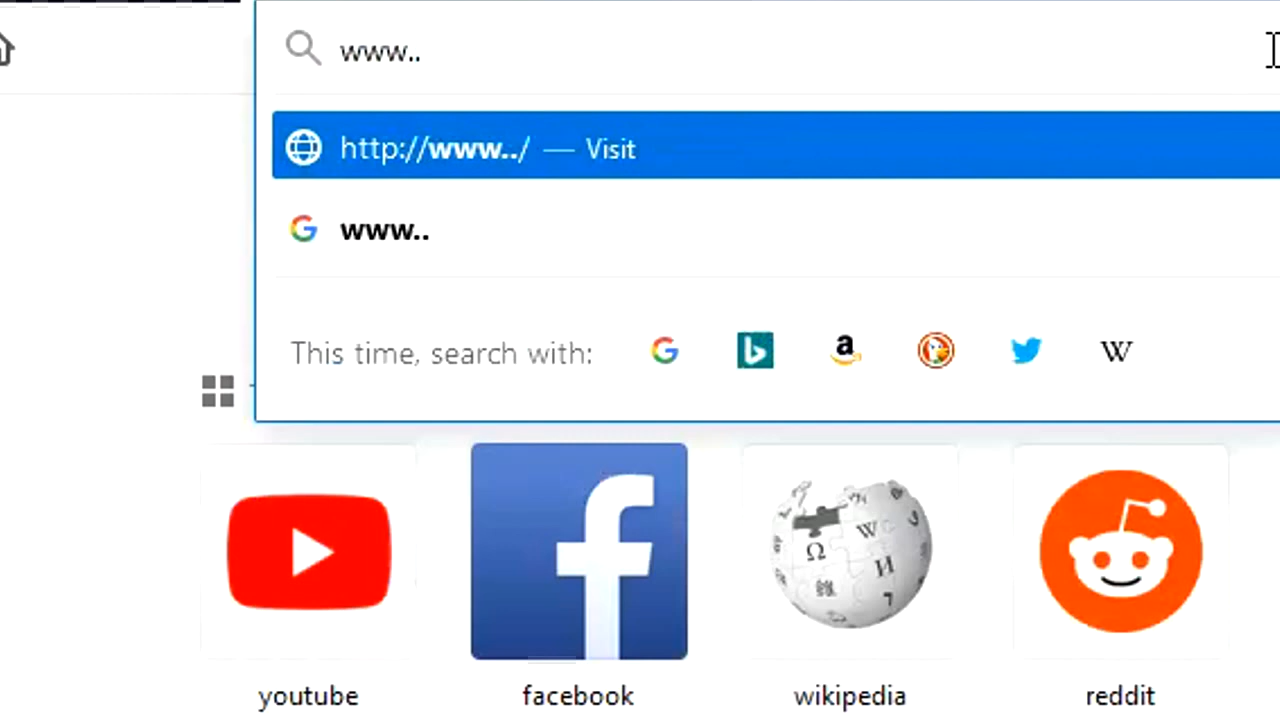 www..
http://www../ — Visit
www..
This time, search with:
youtube facebook wikipedia reddit